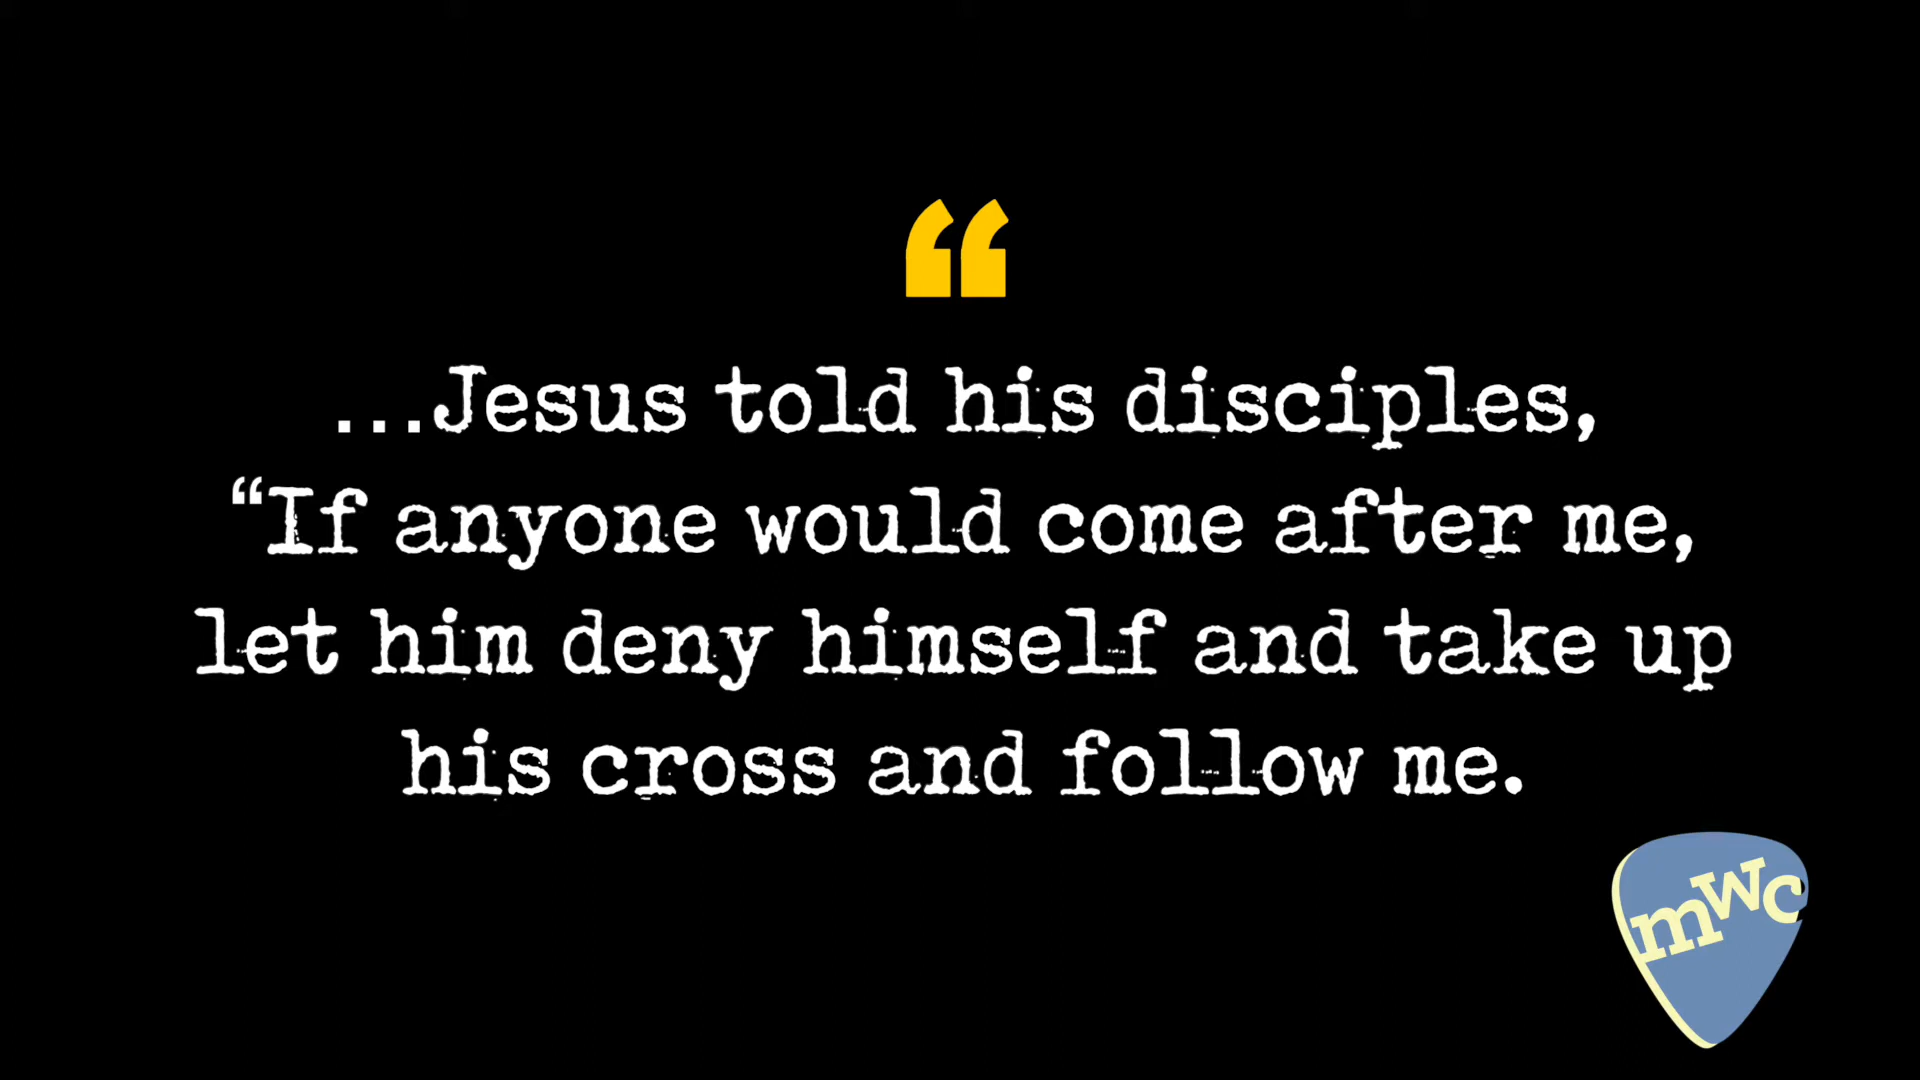 “
…Jesus told his disciples,
“If anyone would come after me,
let him deny himself and take up
his cross and follow me.
mwc